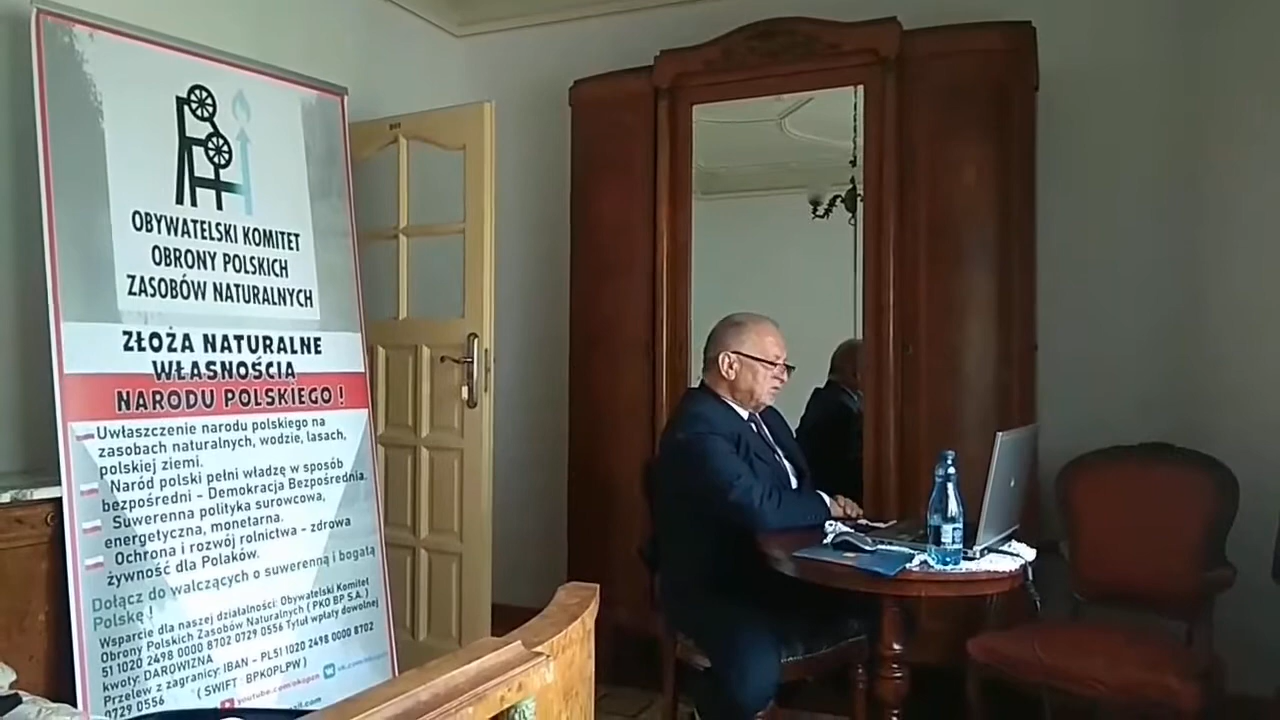 OBYWATELSKI KOMITET
OBRONY POLSKICH
ZASOBÓW NATURALNYCH
ZŁOŻA NATURALNE
WŁASNOŚCIĄ
NARODU POLSKIEGO !
Uwłaszczenie narodu polskiego na
zasobach naturalnych, wodzie, lasach,
polskiej ziemi.
Naród polski pełni władzę w sposób
bezpośredni – Demokracja Bezpośrednia.
Suwerenna polityka surowcowa,
energetyczna, monetarna.
Ochrona i rozwój rolnictwa – zdrowa
żywność dla Polaków.
Dołącz do walczących o suwerenną i bogatą
Polskę !
Wsparcie dla naszej działalności: Obywatelski Komitet
Obrony Polskich Zasobów Naturalnych ( PKO BP S.A. )
51 1020 2498 0000 8702 0729 0556 Tytuł wpłaty dowolnej
kwoty: DAROWIZNA
Przelew z zagranicy: IBAN – PL51 1020 2498 0000 8702
0729 0556
( SWIFT : BPKOPLPW )
youtube.com/okopzn